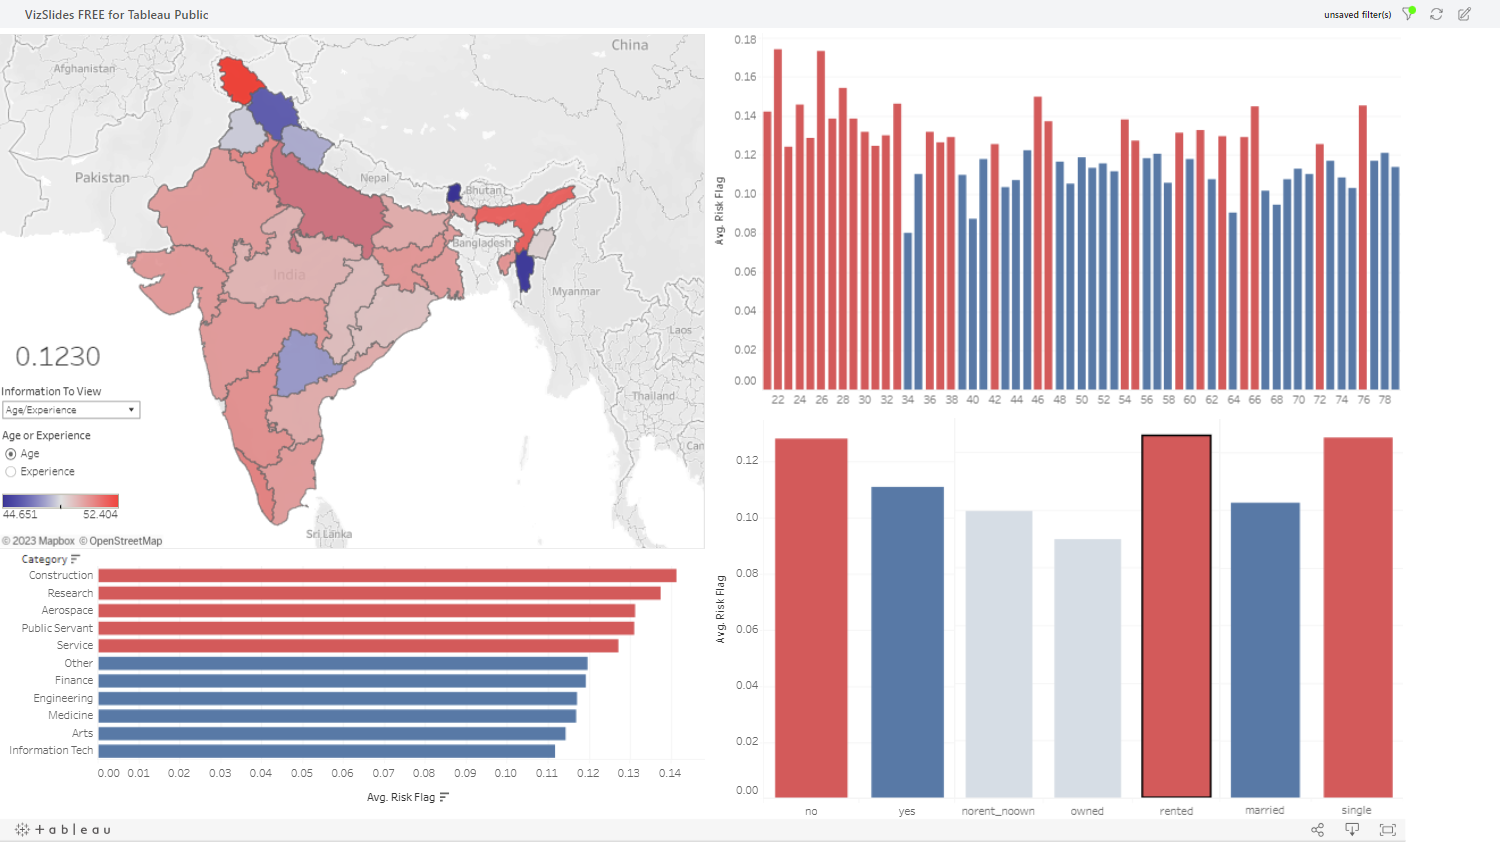 VizSlides FREE for Tableau Public
unsaved filter(s)
China
Afghanistan
Pakistan
Nepal
Bhutan
Bangladesh
India
Myanmar
Laos
Thailand
Can
Sri Lanka
0.1230
Information To View
Age/Experience
Age or Experience
Age
Experience
44.651 52.404
© 2023 Mapbox © OpenStreetMap
Category
Construction
Research
Aerospace
Public Servant
Service
Other
Finance
Engineering
Medicine
Arts
Information Tech
0.00 0.01 0.02 0.03 0.04 0.05 0.06 0.07 0.08 0.09 0.10 0.11 0.12 0.13 0.14
Avg. Risk Flag
0.18
0.16
0.14
0.12
0.10
0.08
0.06
0.04
0.02
0.00
Avg. Risk Flag
22 24 26 28 30 32 34 36 38 40 42 44 46 48 50 52 54 56 58 60 62 64 66 68 70 72 74 76 78
0.12
0.10
0.08
0.06
0.04
0.02
0.00
Avg. Risk Flag
no yes norent_noown owned rented married single
+ a b l e a u